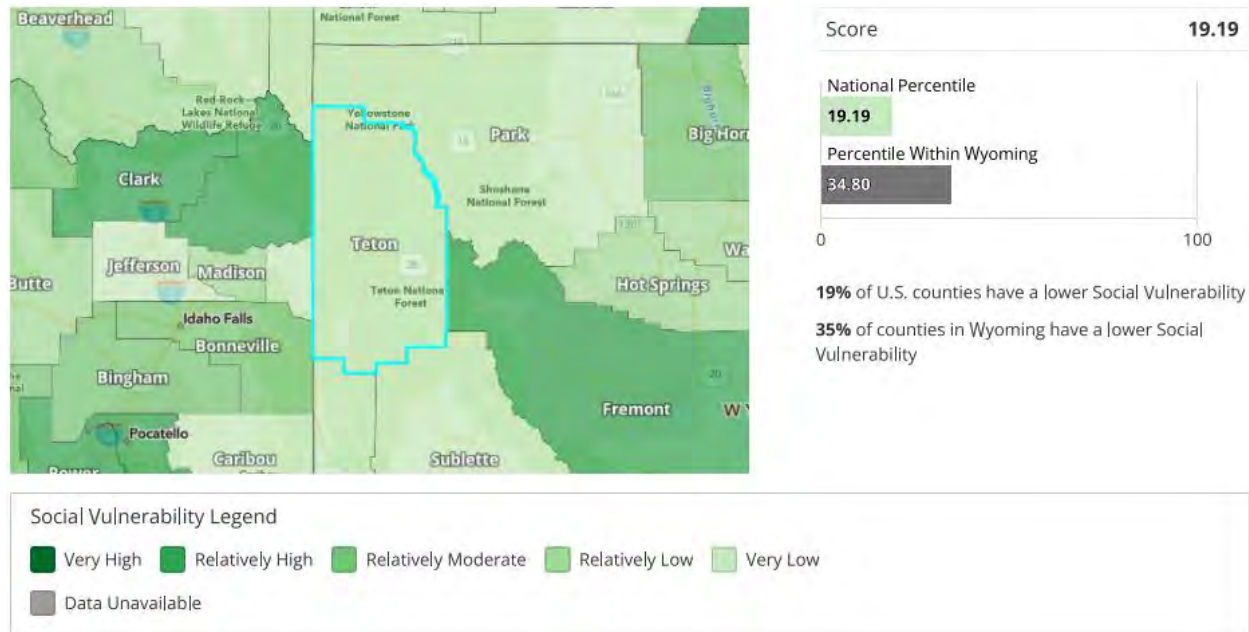 Beaverhead
National Forest
Red Rock
Lakes National
Wildlife Refuge
Yellowstone
National Park
Park
Big Horn
Clark
Shoshone
National Forest
Teton
Jefferson
Madison
Teton National
Forest
Hot Springs
Wa
Butte
Idaho Falls
Bonneville
Bingham
20
Fremont
W Y
Pocatello
Caribou
Sublette
Power
Score 19.19
National Percentile
19.19
Percentile Within Wyoming
34.80
0 100
19% of U.S. counties have a lower Social Vulnerability
35% of counties in Wyoming have a lower Social
Vulnerability
Social Vulnerability Legend
Very High Relatively High Relatively Moderate Relatively Low Very Low
Data Unavailable